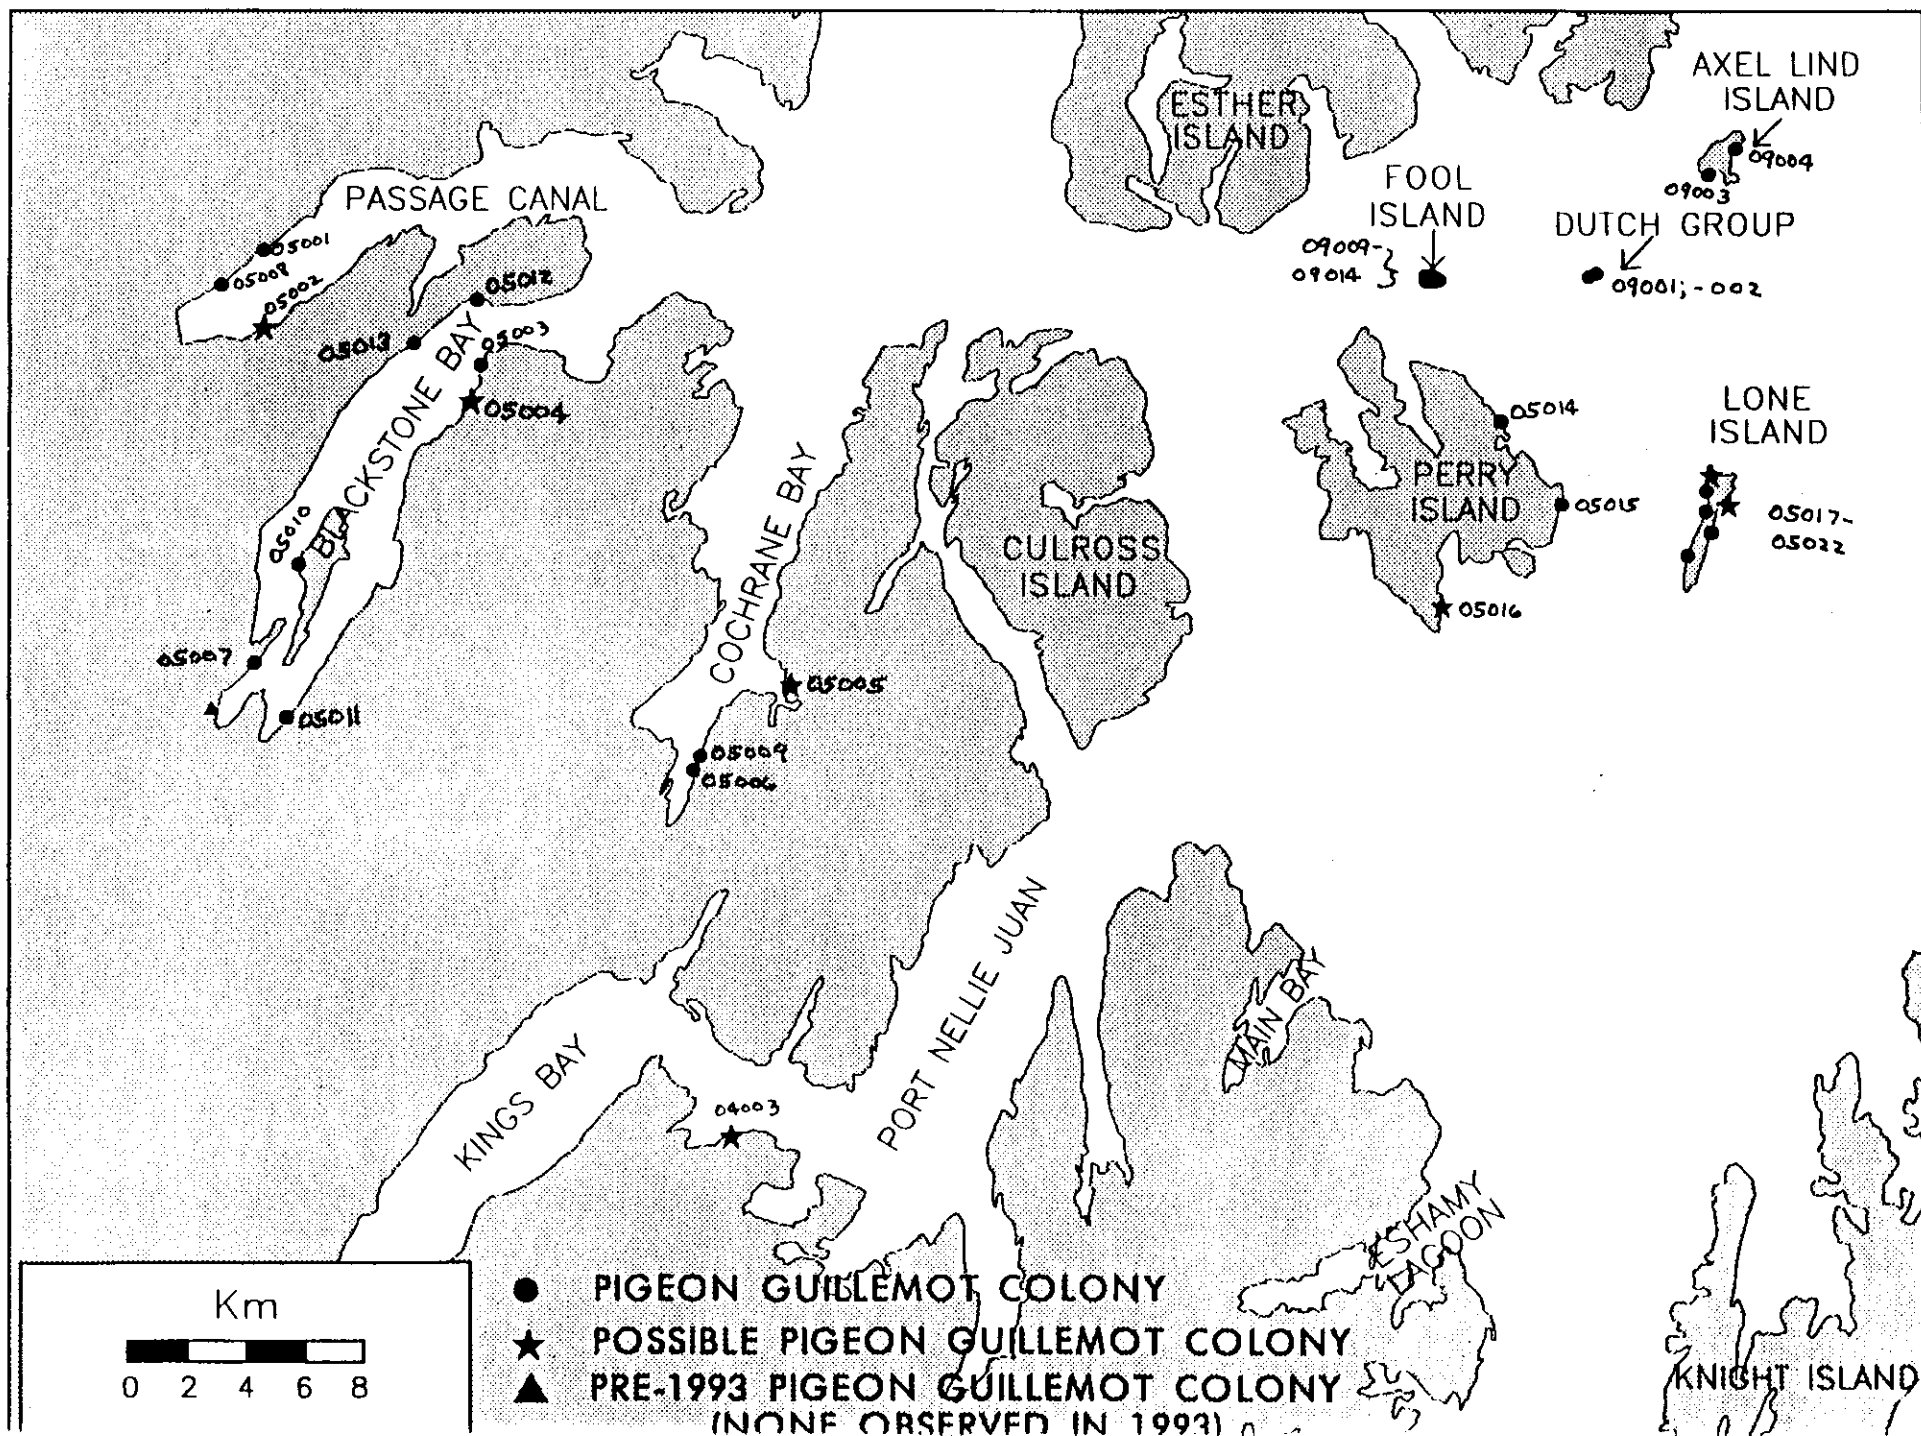 AXEL LIND
ISLAND
09004
09003
ESTHER
ISLAND
FOOL
ISLAND
09009-
09014
DUTCH GROUP
09001; -002
PASSAGE CANAL
05001
05008
05002
05012
05013
05003
05004
BLACKSTONE BAY
05010
05007
05011
COCHRANE BAY
05005
05009
05006
CULROSS
ISLAND
PERRY
ISLAND
05014
05015
05016
LONE
ISLAND
05017-
05022
PORT NELLIE JUAN
MAIN BAY
KINGS BAY
04003
ESHAMY
LAGOON
KNIGHT ISLAND
Km
0 2 4 6 8
PIGEON GUILLEMOT COLONY
POSSIBLE PIGEON GUILLEMOT COLONY
PRE-1993 PIGEON GUILLEMOT COLONY
(NONE OBSERVED IN 1993)